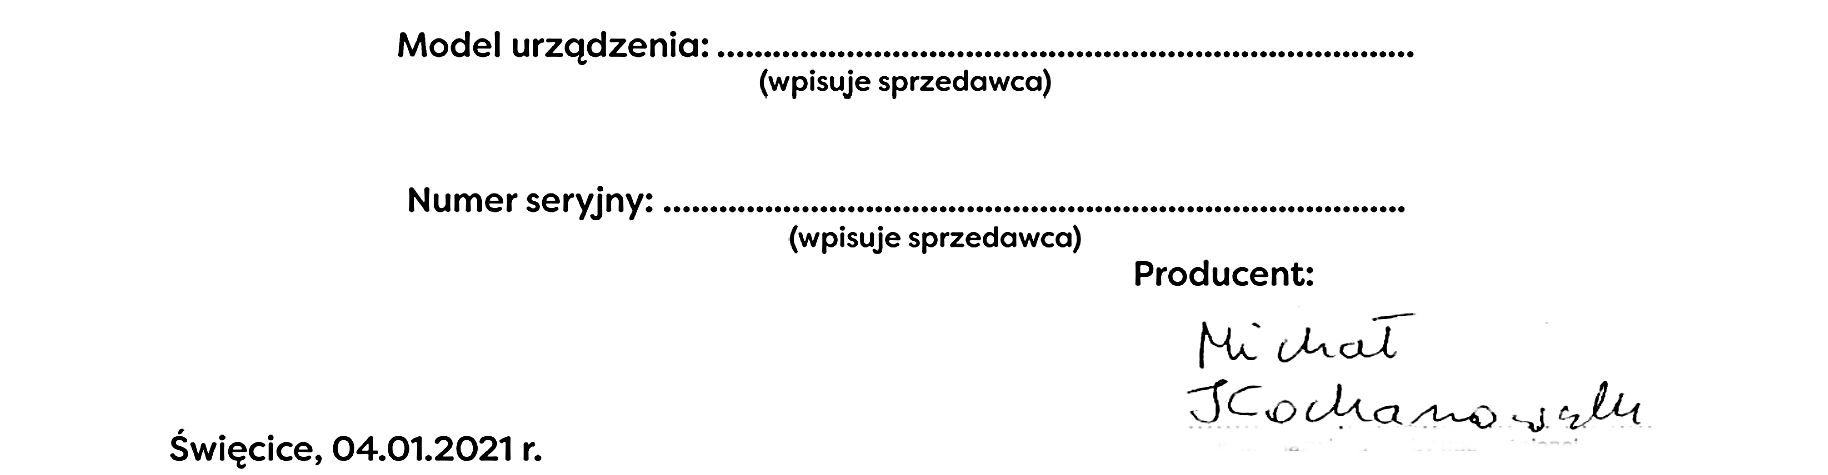 Model urządzenia: ............................................................................
(wpisuje sprzedawca)
Numer seryjny: .................................................................................
(wpisuje sprzedawca)
Producent:
Michał
Kochanowski
Święcice, 04.01.2021 r.